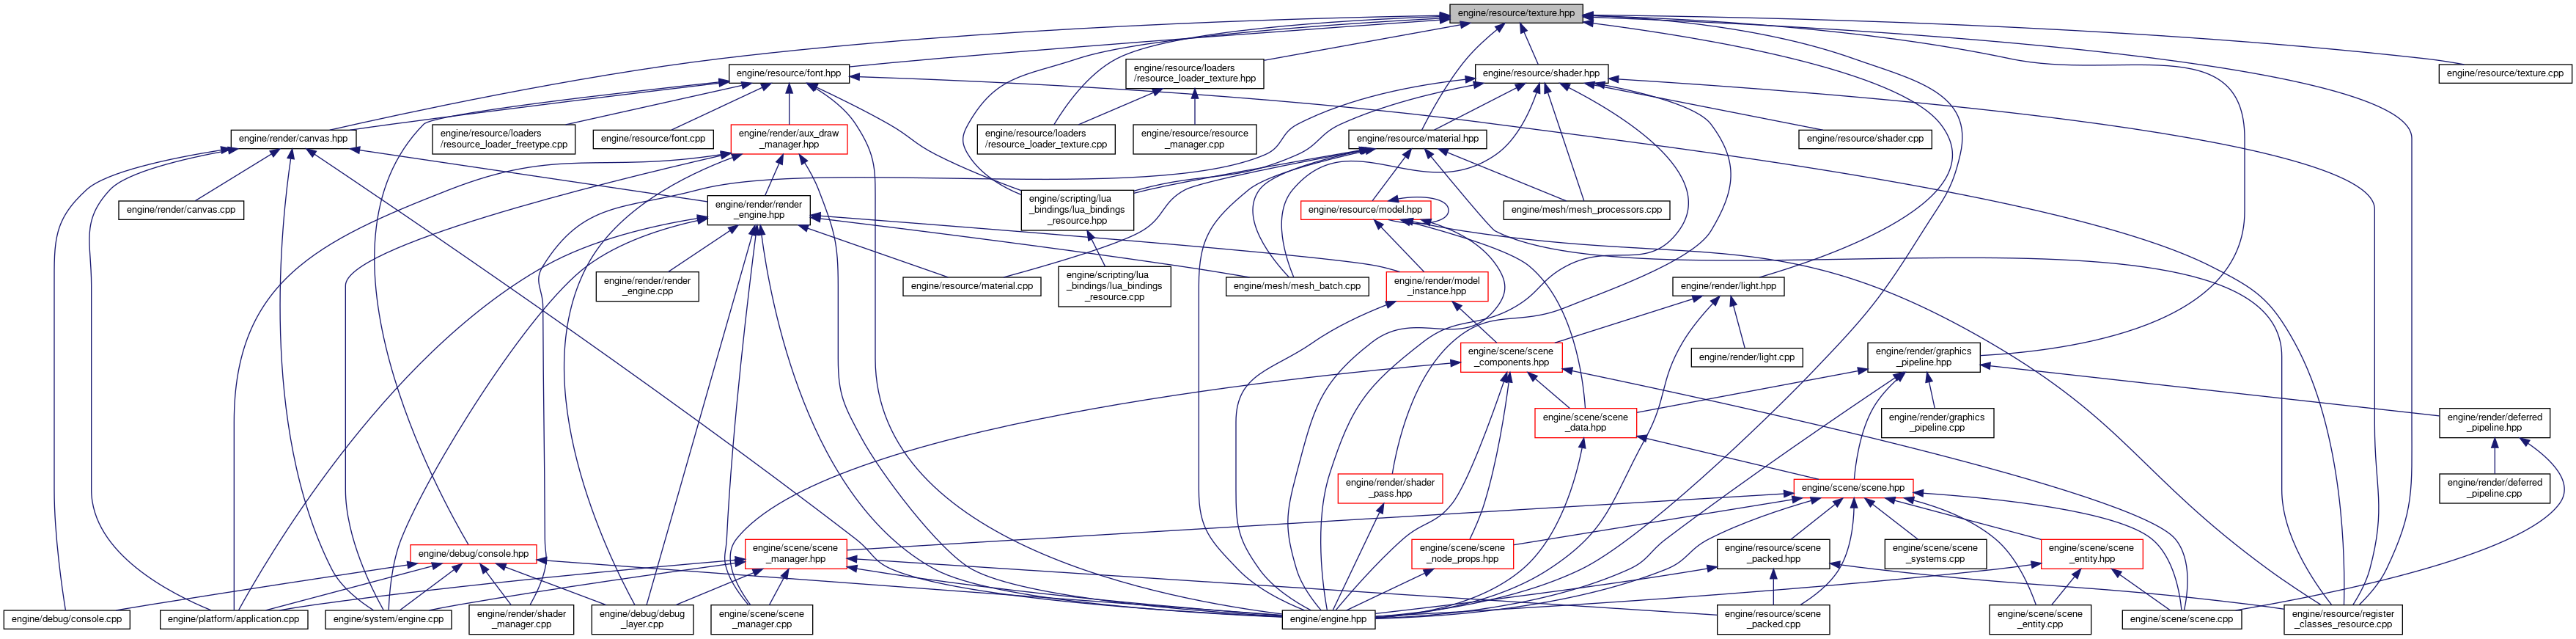 engine/resource/texture.hpp
engine/resource/font.hpp
engine/resource/loaders
/resource_loader_texture.hpp
engine/resource/shader.hpp
engine/resource/texture.cpp
engine/render/canvas.hpp
engine/resource/loaders
/resource_loader_freetype.cpp
engine/resource/font.cpp
engine/render/aux_draw
_manager.hpp
engine/resource/loaders
/resource_loader_texture.cpp
engine/resource/resource
_manager.cpp
engine/resource/material.hpp
engine/resource/shader.cpp
engine/render/canvas.cpp
engine/render/render
_engine.hpp
engine/scripting/lua
_bindings/lua_bindings
_resource.hpp
engine/resource/model.hpp
engine/mesh/mesh_processors.cpp
engine/render/render
_engine.cpp
engine/resource/material.cpp
engine/scripting/lua
_bindings/lua_bindings
_resource.cpp
engine/mesh/mesh_batch.cpp
engine/render/model
_instance.hpp
engine/render/light.hpp
engine/scene/scene
_components.hpp
engine/render/light.cpp
engine/render/graphics
_pipeline.hpp
engine/scene/scene
_data.hpp
engine/render/graphics
_pipeline.cpp
engine/render/deferred
_pipeline.hpp
engine/render/shader
_pass.hpp
engine/scene/scene.hpp
engine/render/deferred
_pipeline.cpp
engine/debug/console.hpp
engine/scene/scene
_manager.hpp
engine/scene/scene
_node_props.hpp
engine/resource/scene
_packed.hpp
engine/scene/scene
_systems.cpp
engine/scene/scene
_entity.hpp
engine/debug/console.cpp
engine/platform/application.cpp
engine/system/engine.cpp
engine/render/shader
_manager.cpp
engine/debug/debug
_layer.cpp
engine/scene/scene
_manager.cpp
engine/engine.hpp
engine/resource/scene
_packed.cpp
engine/scene/scene
_entity.cpp
engine/scene/scene.cpp
engine/resource/register
_classes_resource.cpp